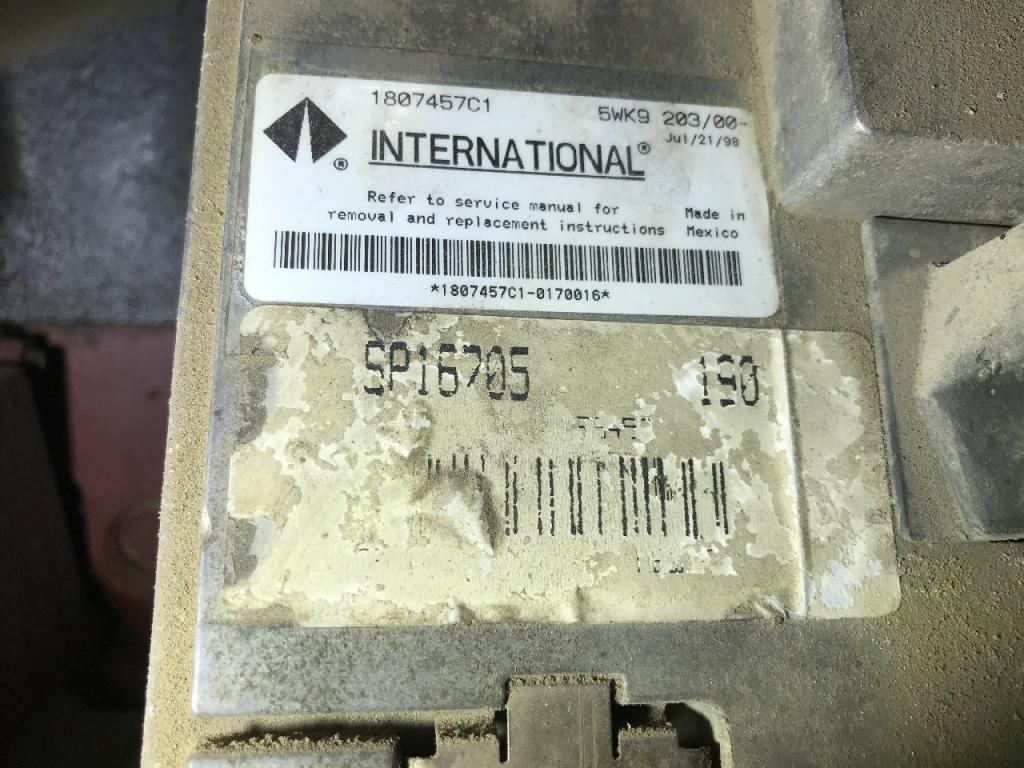 1807457C1
5WK9 203/00-
Jul/21/98
INTERNATIONAL®
®
Refer to service manual for
removal and replacement instructions
Made in
Mexico
*1807457C1-0170016*
SP16705
190